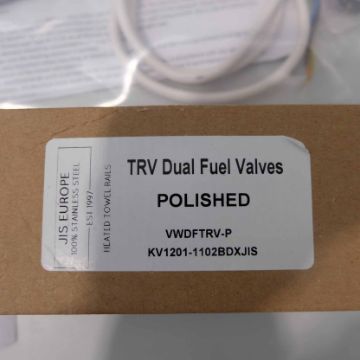 JIS EUROPE
100% STAINLESS STEEL
EST 1997
HEATED TOWEL RAILS
TRV Dual Fuel Valves
POLISHED
VWDFTRV-P
KV1201-1102BDXJIS